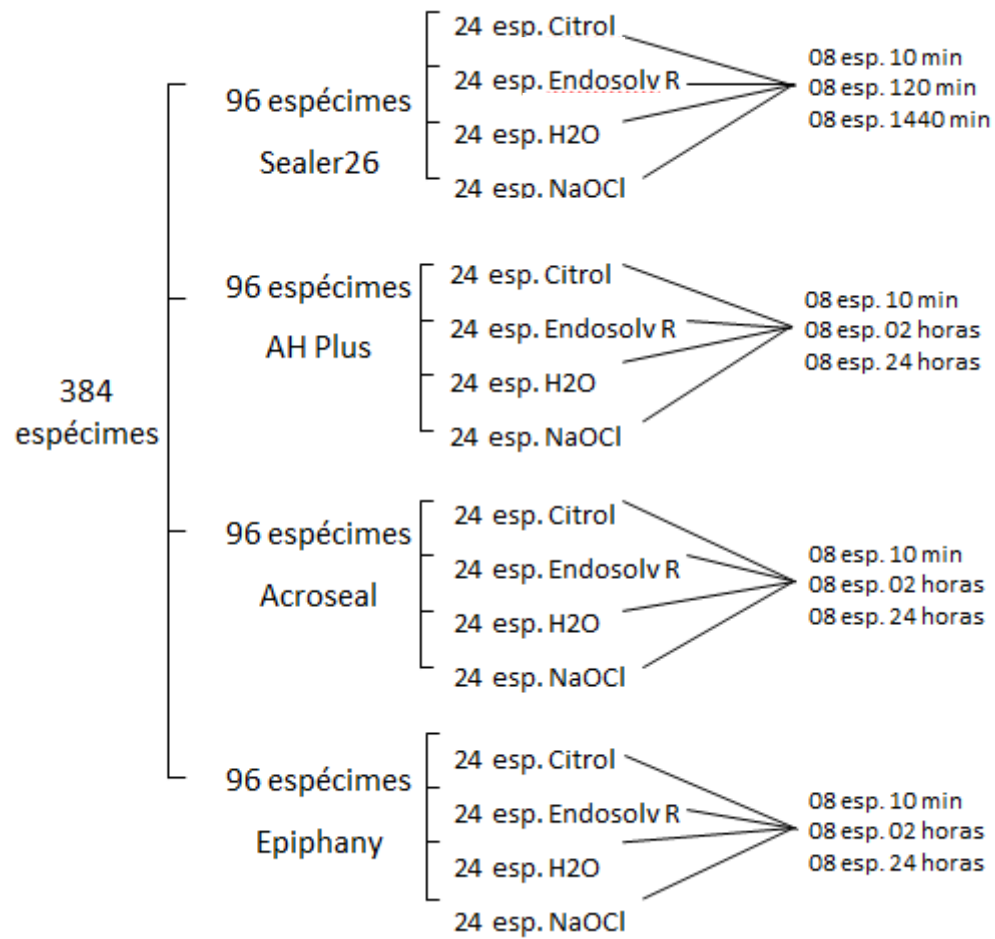 384
espécimes
96 espécimes
Sealer26
24 esp. Citrol
24 esp. Endosolv R
24 esp. H2O
24 esp. NaOCl
08 esp. 10 min
08 esp. 120 min
08 esp. 1440 min
96 espécimes
AH Plus
24 esp. Citrol
24 esp. Endosolv R
24 esp. H2O
24 esp. NaOCl
08 esp. 10 min
08 esp. 02 horas
08 esp. 24 horas
96 espécimes
Acroseal
24 esp. Citrol
24 esp. Endosolv R
24 esp. H2O
24 esp. NaOCl
08 esp. 10 min
08 esp. 02 horas
08 esp. 24 horas
96 espécimes
Epiphany
24 esp. Citrol
24 esp. Endosolv R
24 esp. H2O
24 esp. NaOCl
08 esp. 10 min
08 esp. 02 horas
08 esp. 24 horas